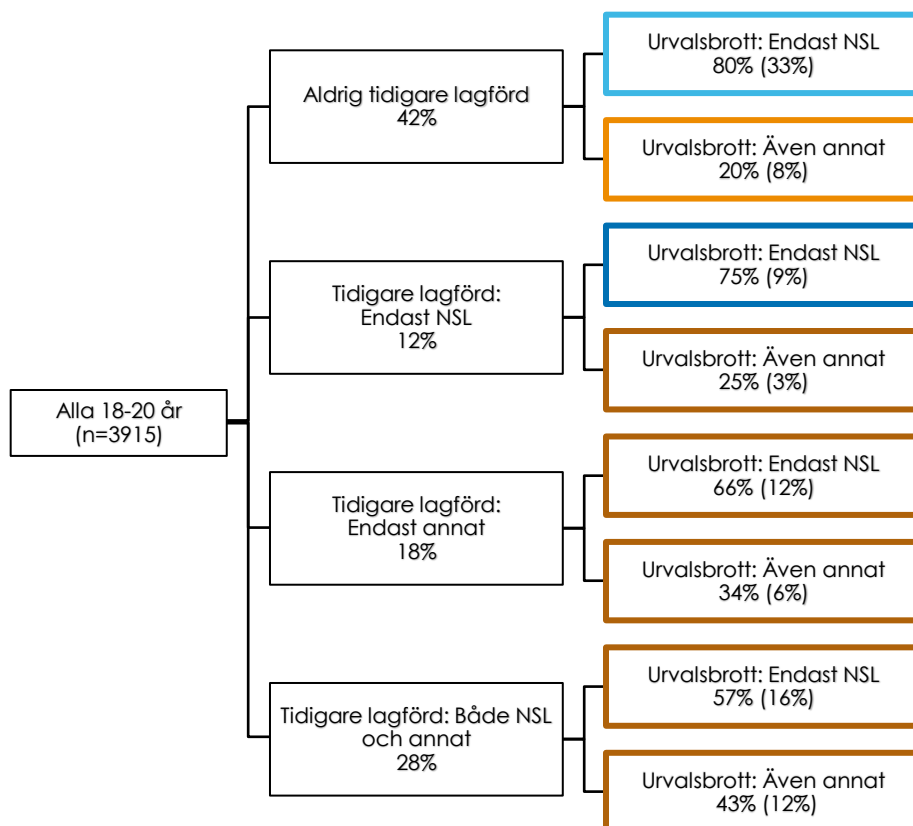 Alla 18-20 år
(n=3915)
Aldrig tidigare lagförd
42%
Urvalsbrott: Endast NSL
80% (33%)
Urvalsbrott: Även annat
20% (8%)
Tidigare lagförd:
Endast NSL
12%
Urvalsbrott: Endast NSL
75% (9%)
Urvalsbrott: Även annat
25% (3%)
Tidigare lagförd:
Endast annat
18%
Urvalsbrott: Endast NSL
66% (12%)
Urvalsbrott: Även annat
34% (6%)
Tidigare lagförd: Både NSL
och annat
28%
Urvalsbrott: Endast NSL
57% (16%)
Urvalsbrott: Även annat
43% (12%)